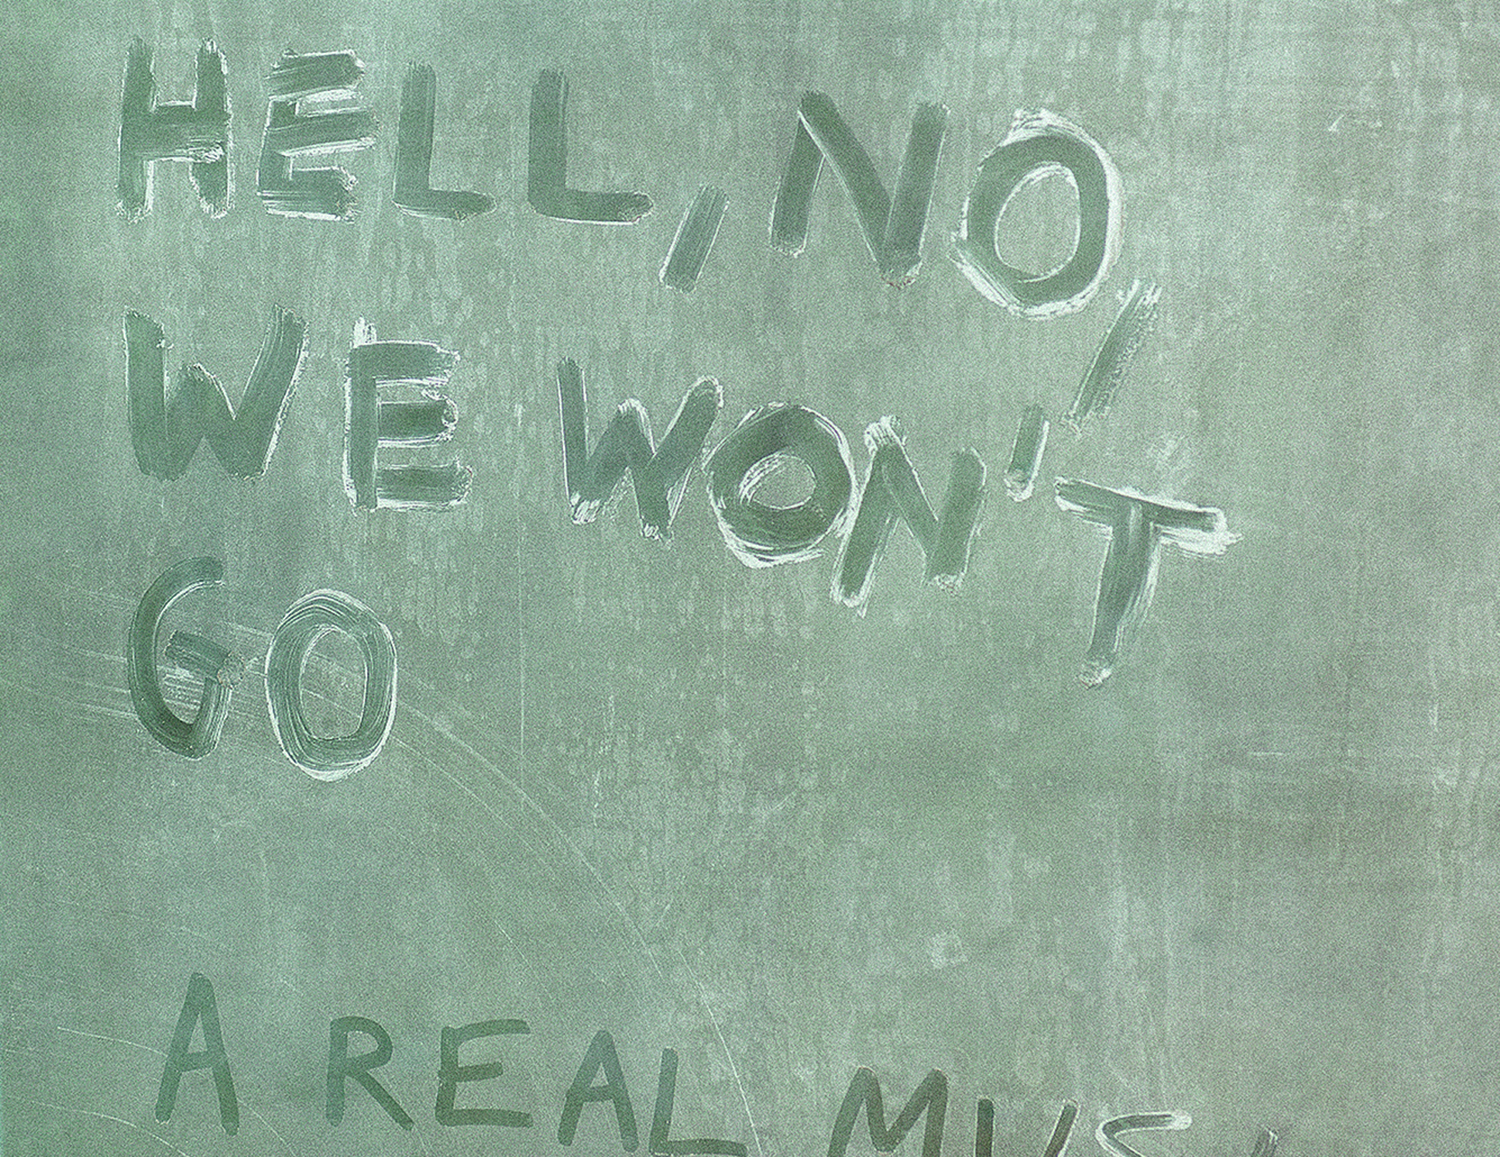 HELL, NO,
WE WON'T
GO
A REAL